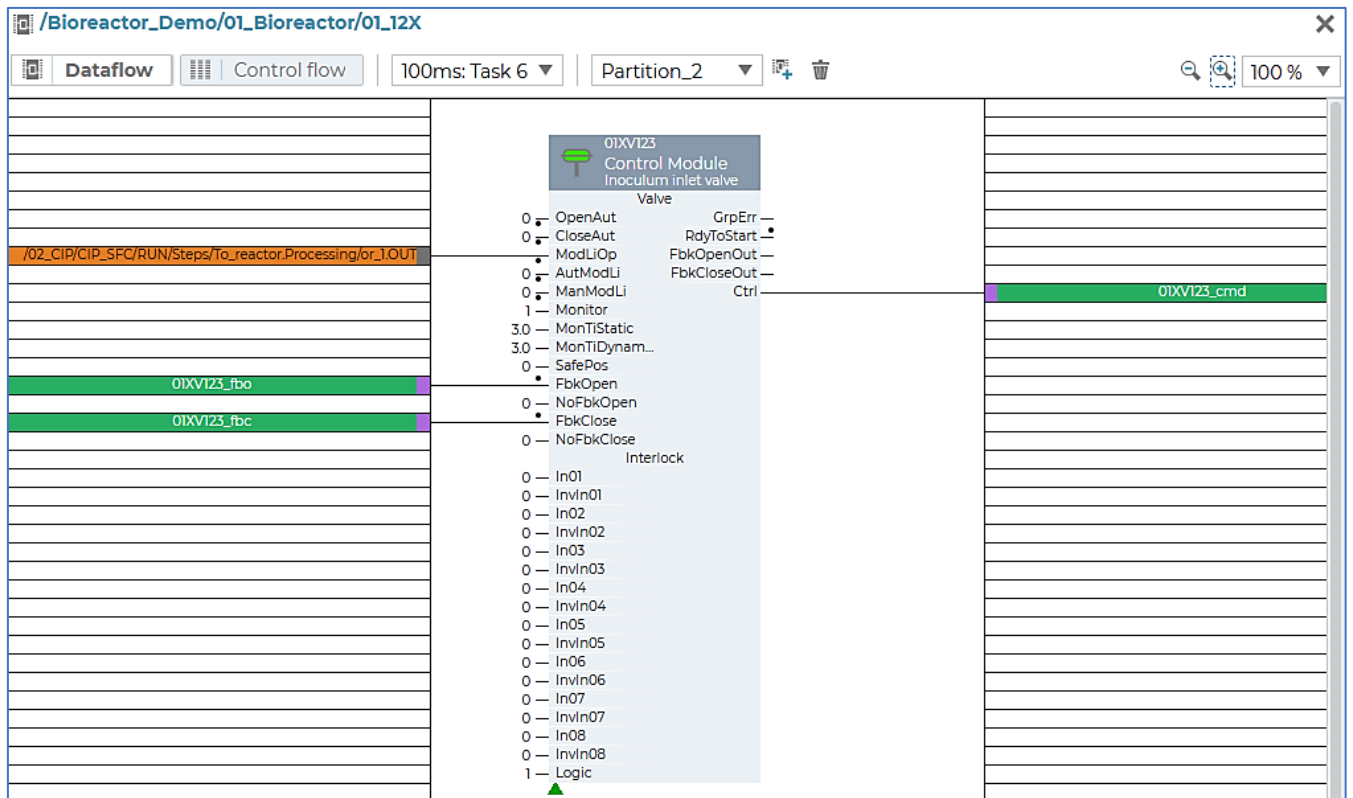 /Bioreactor_Demo/01_Bioreactor/01_12X
Dataflow Control flow 100ms: Task 6 Partition_2 100 %
01XV123
Control Module
Inoculum inlet valve
Valve
0 OpenAut GrpErr
0 CloseAut RdyToStart
/02_CIP/CIP_SFC/RUN/Steps/To_reactor.Processing/or_1.OUT ModLiOp FbkOpenOut
0 AutModLi FbkCloseOut
0 ManModLi Ctrl 01XV123_cmd
1 Monitor
3.0 MonTiStatic
3.0 MonTiDynam...
0 SafePos
01XV123_fbo FbkOpen
0 NoFbkOpen
01XV123_fbc FbkClose
0 NoFbkClose
Interlock
0 In01
0 InvIn01
0 In02
0 InvIn02
0 In03
0 InvIn03
0 In04
0 InvIn04
0 In05
0 InvIn05
0 In06
0 InvIn06
0 In07
0 InvIn07
0 In08
0 InvIn08
1 Logic